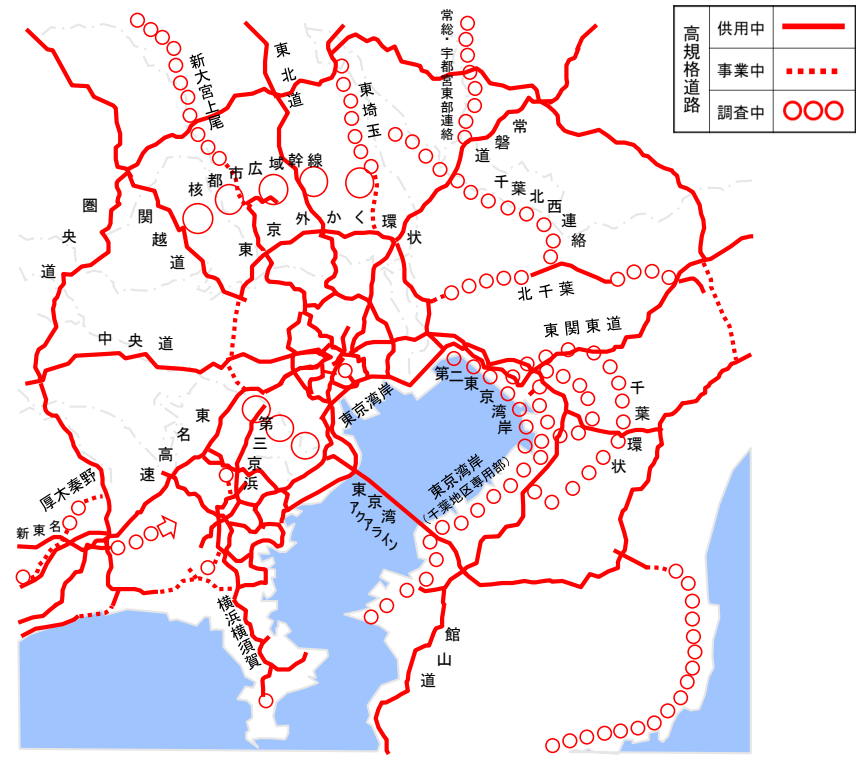 高規格道路
供用中
事業中
調査中
常総・宇都宮東部連絡
新大宮上尾
東北道
東埼玉
常磐道
核都市広域幹線
千葉北西連絡
圏央道
関越道
東京外かく環状
北千葉
中央道
東関東道
第二東京湾岸
千葉環状
東京湾岸
東名高速
第三京浜
東京湾岸
(千葉地区専用部)
厚木秦野
東京湾
アクアライン
新東名
横浜横須賀
館山道